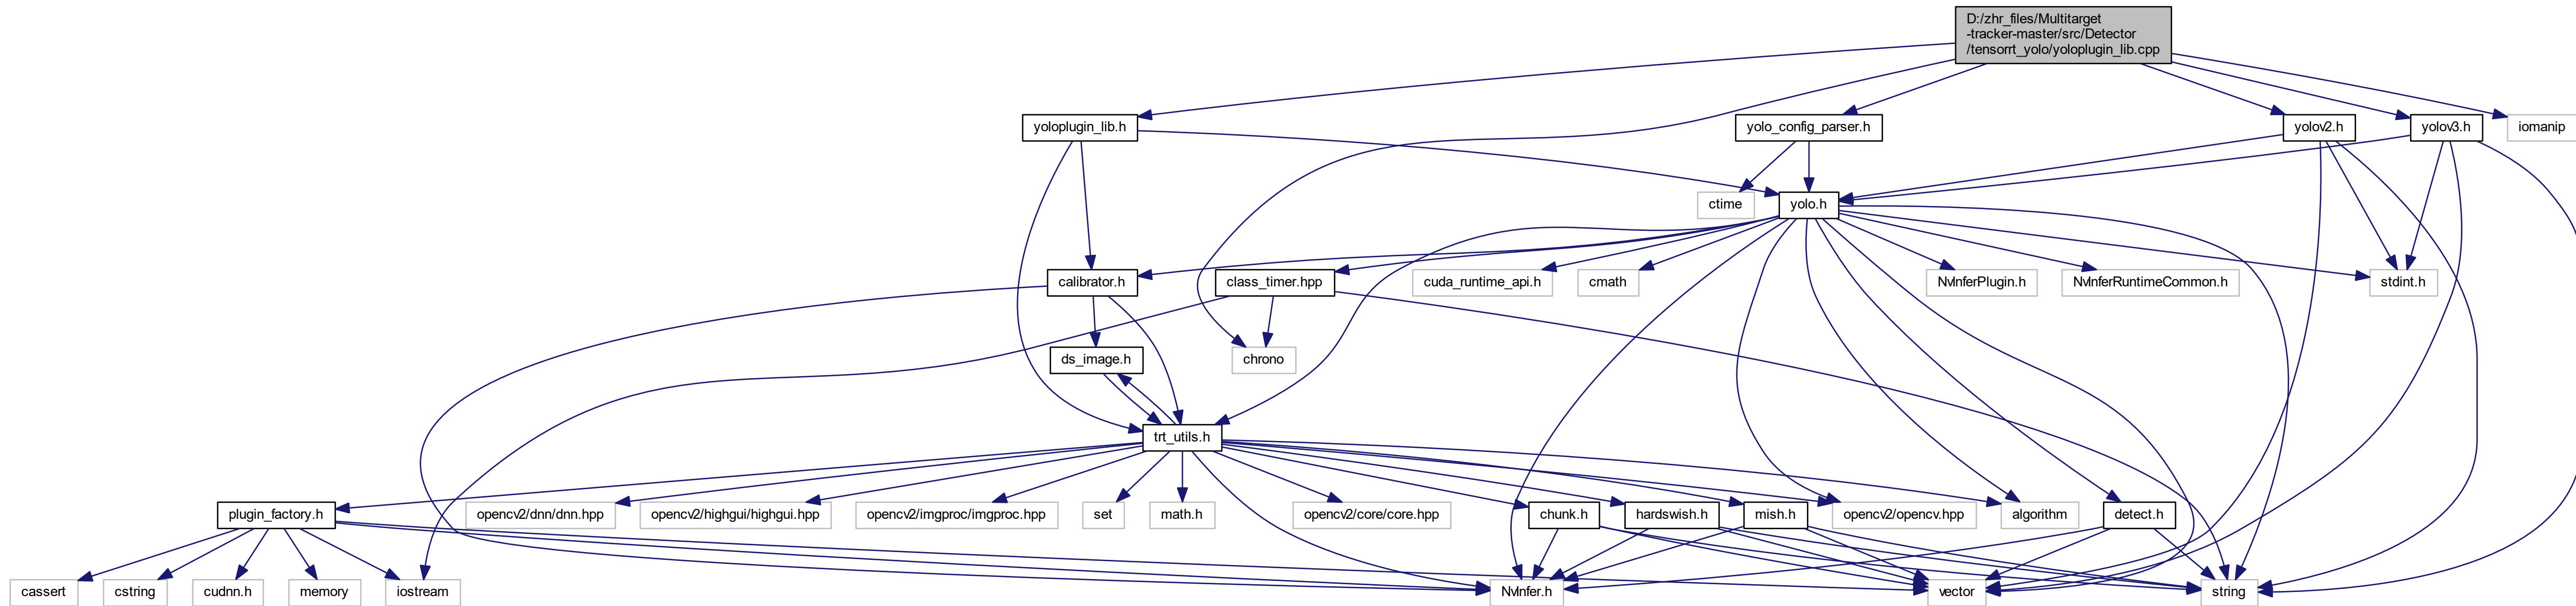 D:/zhr_files/Multitarget
-tracker-master/src/Detector
/tensorrt_yolo/yoloplugin_lib.cpp
yoloplugin_lib.h
yolo_config_parser.h
yolov2.h
yolov3.h
iomanip
ctime
yolo.h
calibrator.h
class_timer.hpp
cuda_runtime_api.h
cmath
NvInferPlugin.h
NvInferRuntimeCommon.h
stdint.h
ds_image.h
chrono
trt_utils.h
plugin_factory.h
opencv2/dnn/dnn.hpp
opencv2/highgui/highgui.hpp
opencv2/imgproc/imgproc.hpp
set
math.h
opencv2/core/core.hpp
chunk.h
hardswish.h
mish.h
opencv2/opencv.hpp
algorithm
detect.h
cassert
cstring
cudnn.h
memory
iostream
NvInfer.h
vector
string